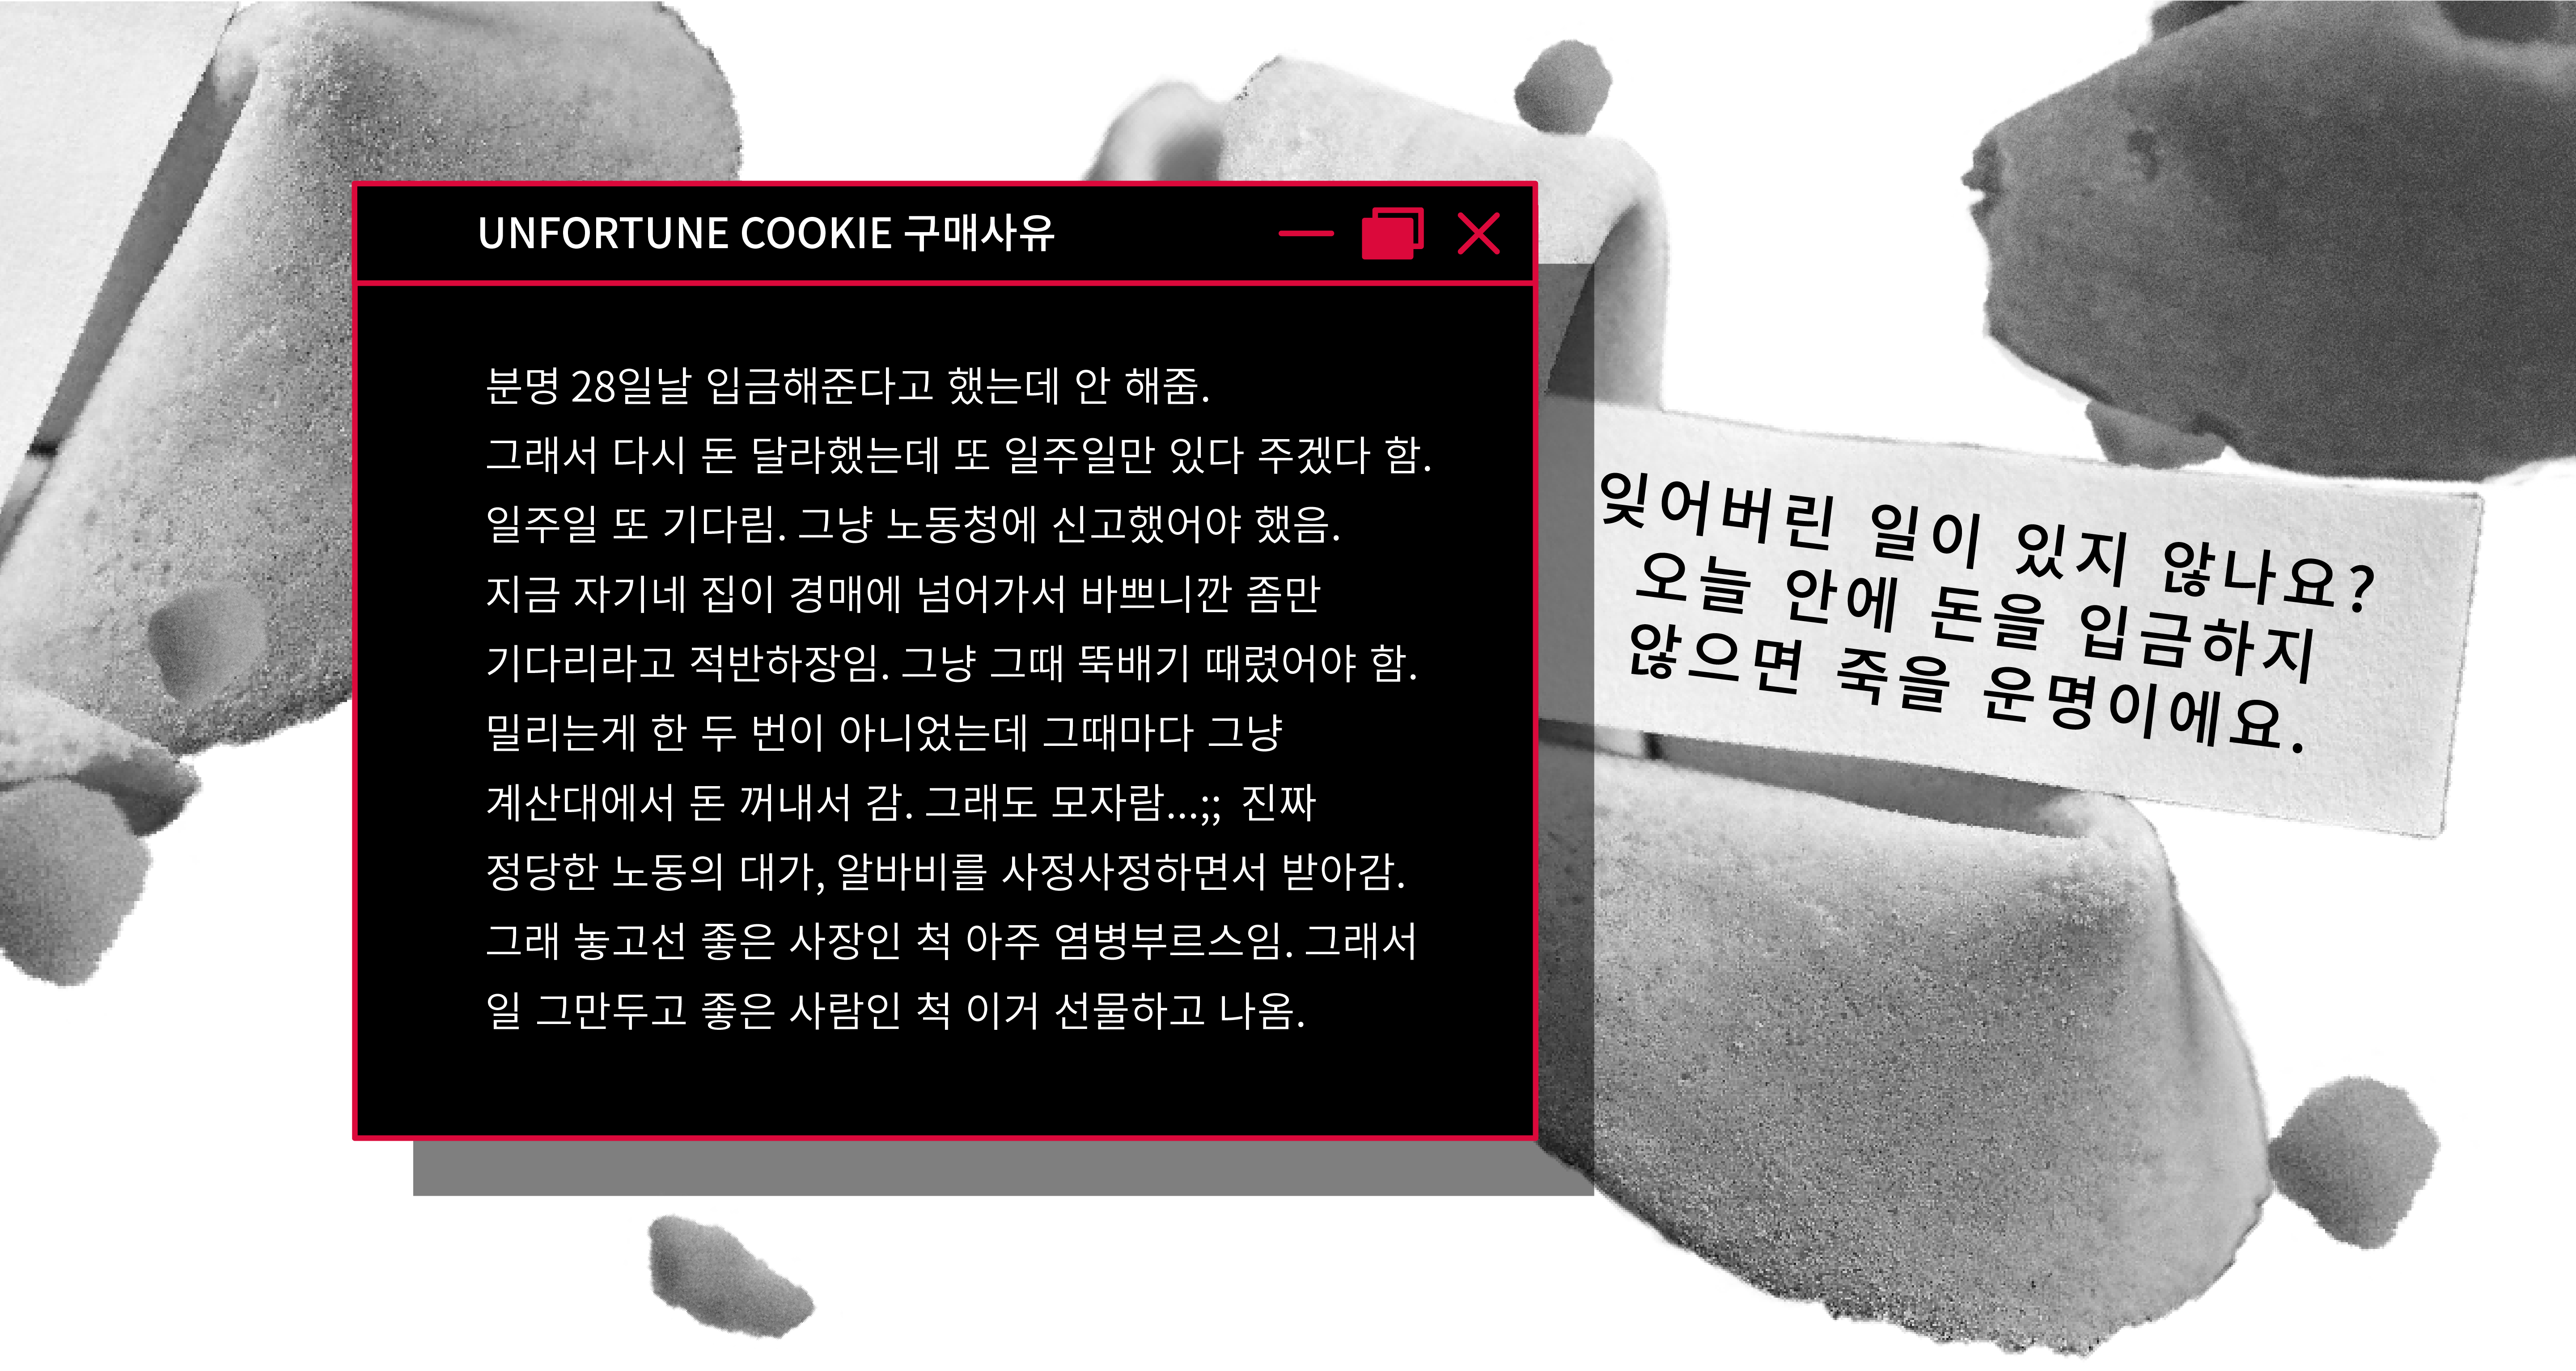 UNFORTUNE COOKIE 구매사유
분명 28일날 입금해준다고 했는데 안 해줌.
그래서 다시 돈 달라했는데 또 일주일만 있다 주겠다 함.
일주일 또 기다림. 그냥 노동청에 신고했어야 했음.
지금 자기네 집이 경매에 넘어가서 바쁘니깐 좀만
기다리라고 적반하장임. 그냥 그때 뚝배기 때렸어야 함.
밀리는게 한 두 번이 아니었는데 그때마다 그냥
계산대에서 돈 꺼내서 감. 그래도 모자람...;; 진짜
정당한 노동의 대가, 알바비를 사정사정하면서 받아감.
그래 놓고선 좋은 사장인 척 아주 염병부르스임. 그래서
일 그만두고 좋은 사람인 척 이거 선물하고 나옴.
잊어버린 일이 있지 않나요?
오늘 안에 돈을 입금하지
않으면 죽을 운명이에요.